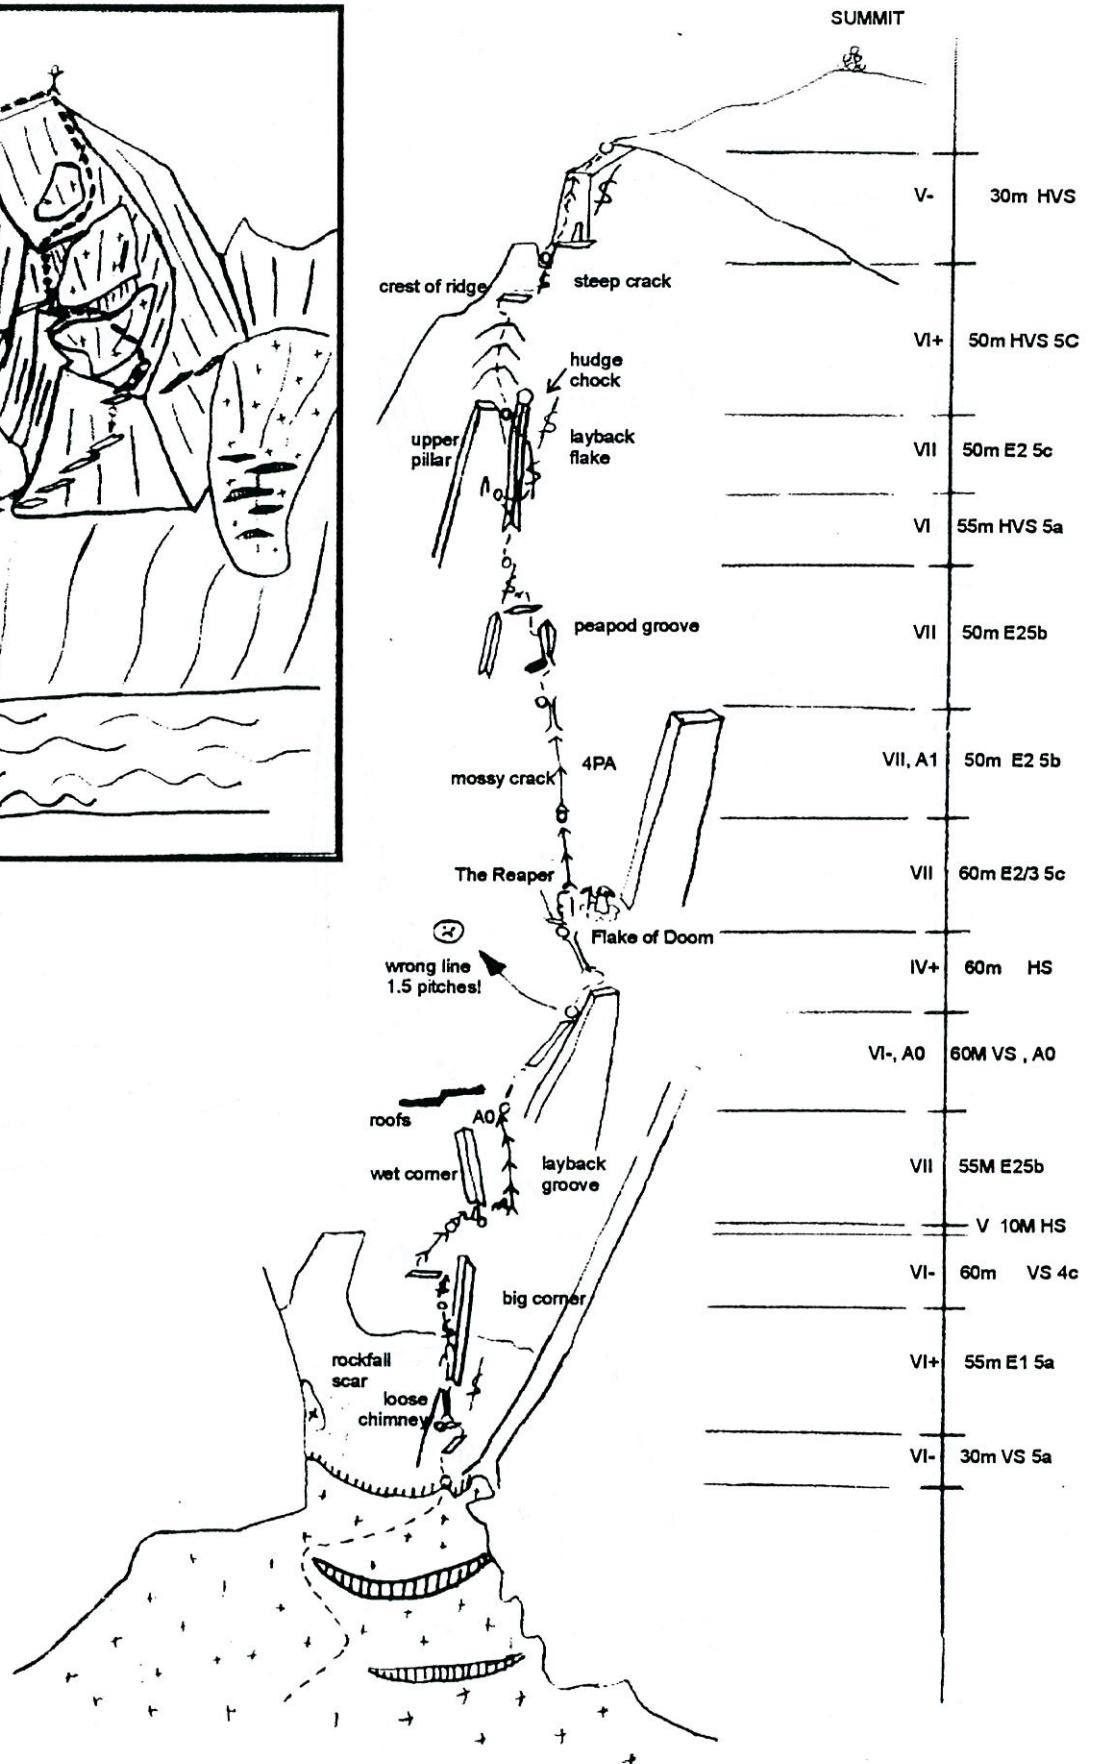 SUMMIT
V- 30m HVS
crest of ridge
steep crack
VI+ 50m HVS 5C
hudge
chock
upper
pillar
layback
flake
VII 50m E2 5c
VI 55m HVS 5a
peapod groove
VII 50m E25b
mossy crack
4PA
VII, A1 50m E2 5b
The Reaper
VII 60m E2/3 5c
Flake of Doom
wrong line
1.5 pitches!
IV+ 60m HS
VI-, A0 60M VS , A0
roofs
A0
wet corner
layback
groove
VII 55M E25b
V 10M HS
VI- 60m VS 4c
big corner
rockfall
scar
loose
chimney
VI+ 55m E1 5a
VI- 30m VS 5a